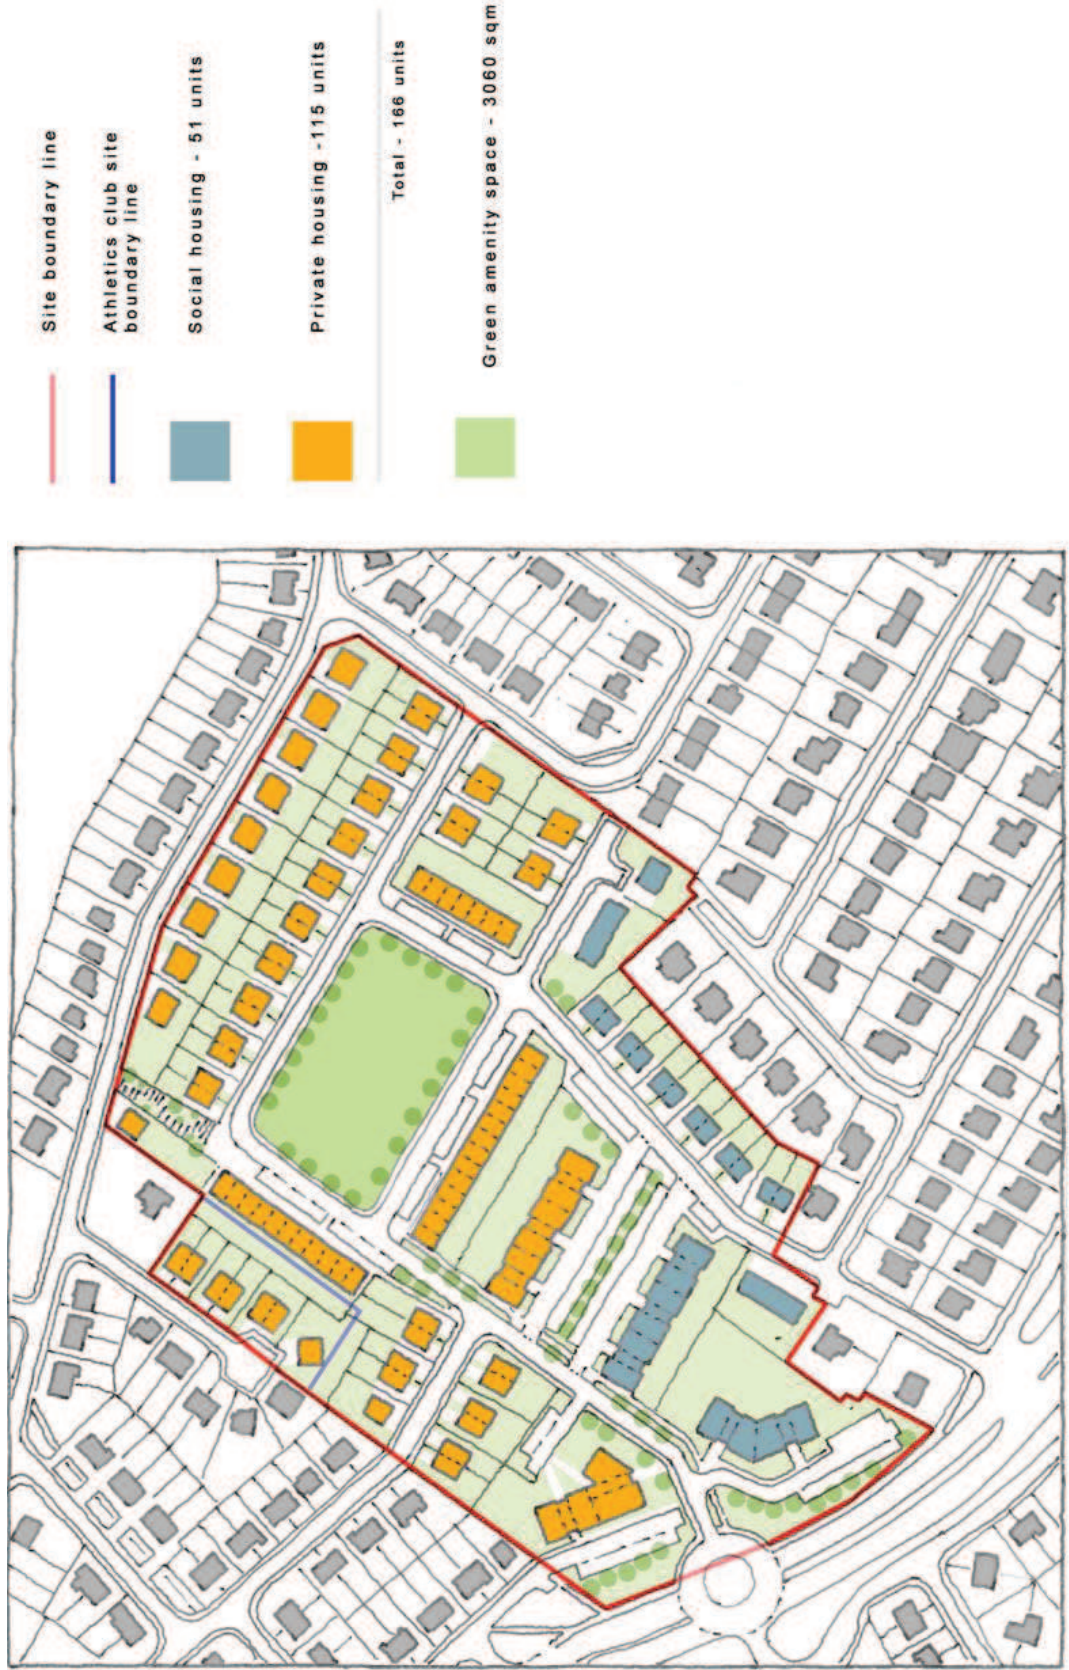 Site boundary line
Athletics club site
boundary line
Social housing - 51 units
Private housing -115 units
Total - 166 units
Green amenity space - 3060 sqm